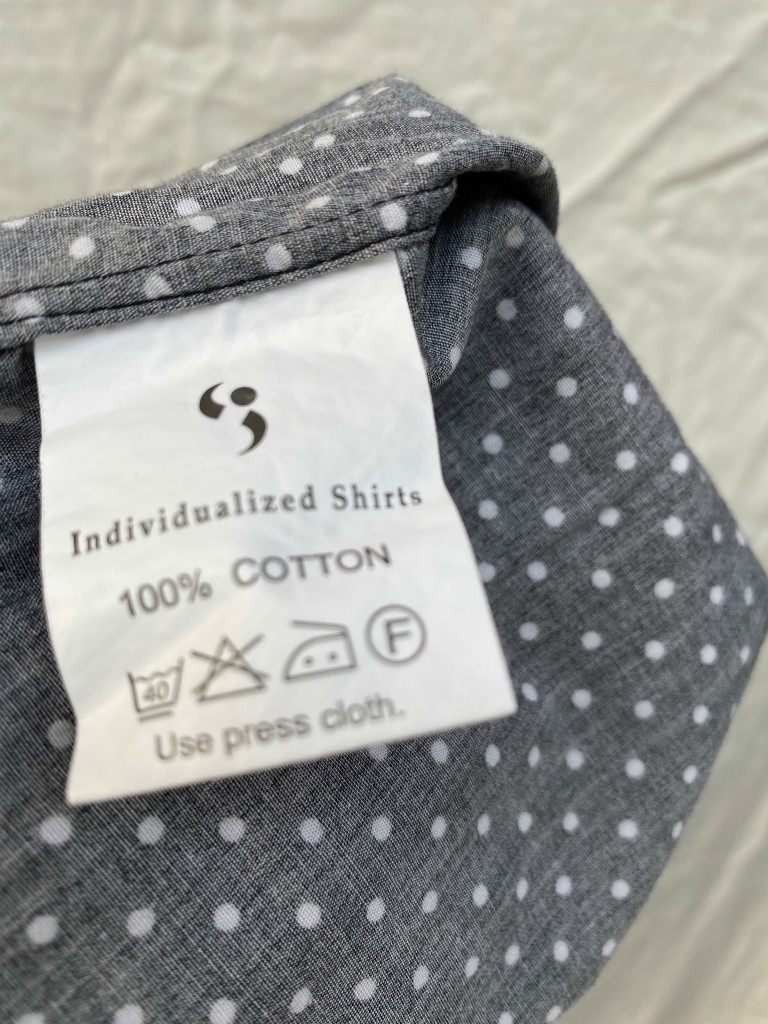 Individualized Shirts
100% COTTON
40 F
Use press cloth.